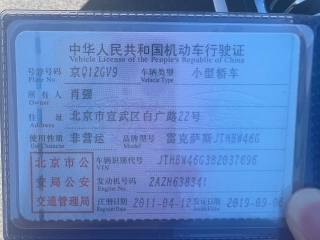 中华人民共和国机动车行驶证
Vehicle License of the People's Republic of China
号牌号码 京Q12GV9 车辆类型 小型轿车
Plate No. Vehicle Type
所有人 肖强
Owner
住址 北京市宣武区白广路22号
Address
使用性质 非营运 品牌型号 雷克萨斯JTHBW46G
Use Character Model
北京市公 车辆识别代号 JTHBW46G382037696
VIN
安局公安 发动机号码 2AZH638341
Engine No.
交通管理局 注册日期 2011-04-12 发证日期 2019-09-06
Register Date Issue Date